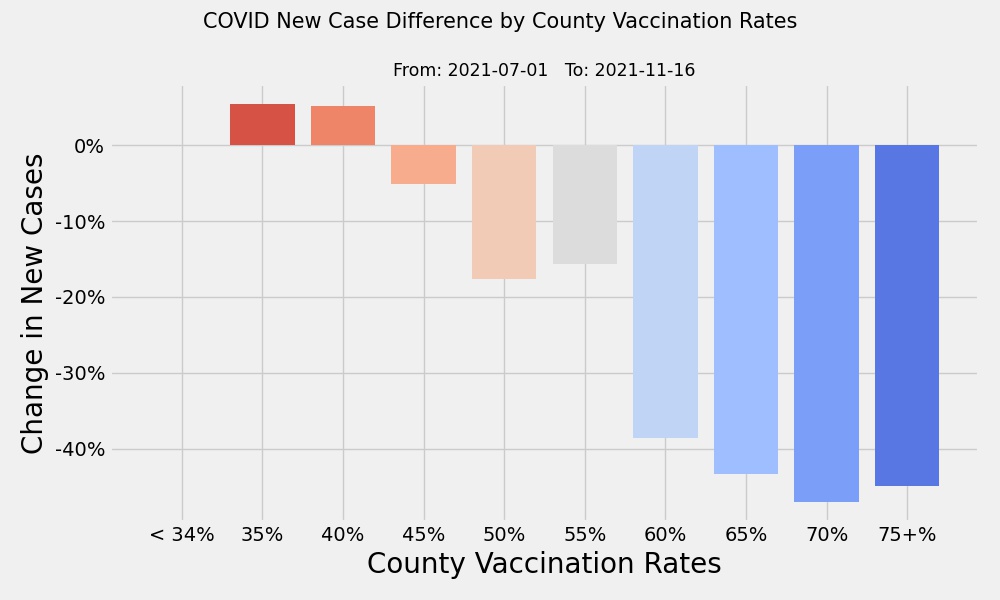 COVID New Case Difference by County Vaccination Rates
From: 2021-07-01   To: 2021-11-16
Change in New Cases
0%
-10%
-20%
-30%
-40%
< 34% 35% 40% 45% 50% 55% 60% 65% 70% 75+%
County Vaccination Rates